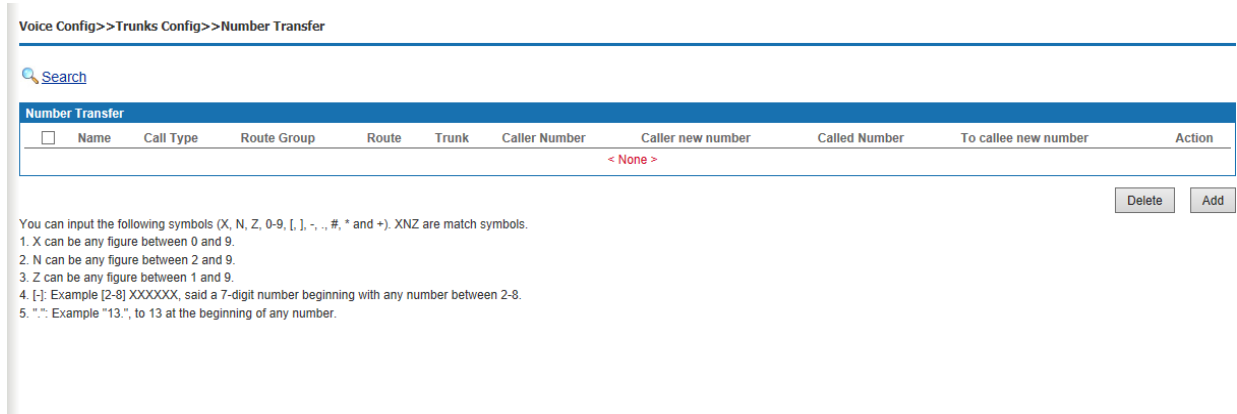 Voice Config>>Trunks Config>>Number Transfer
Search
Number Transfer
Name Call Type Route Group Route Trunk Caller Number Caller new number Called Number To callee new number Action
< None >
Delete Add
You can input the following symbols (X, N, Z, 0-9, [, ], -, ., #, * and +). XNZ are match symbols.
1. X can be any figure between 0 and 9.
2. N can be any figure between 2 and 9.
3. Z can be any figure between 1 and 9.
4. [-]: Example [2-8] XXXXXX, said a 7-digit number beginning with any number between 2-8.
5. ".": Example "13.", to 13 at the beginning of any number.